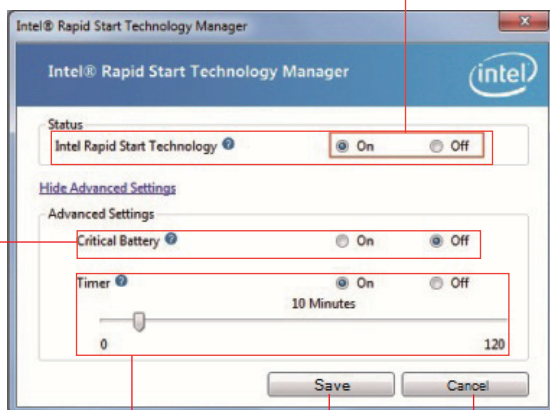 Intel® Rapid Start Technology Manager
Intel® Rapid Start Technology Manager
(intel)
Status
Intel Rapid Start Technology ? On Off
Hide Advanced Settings
Advanced Settings
Critical Battery ? On Off
Timer ? On Off
10 Minutes
0 120
Save Cancel